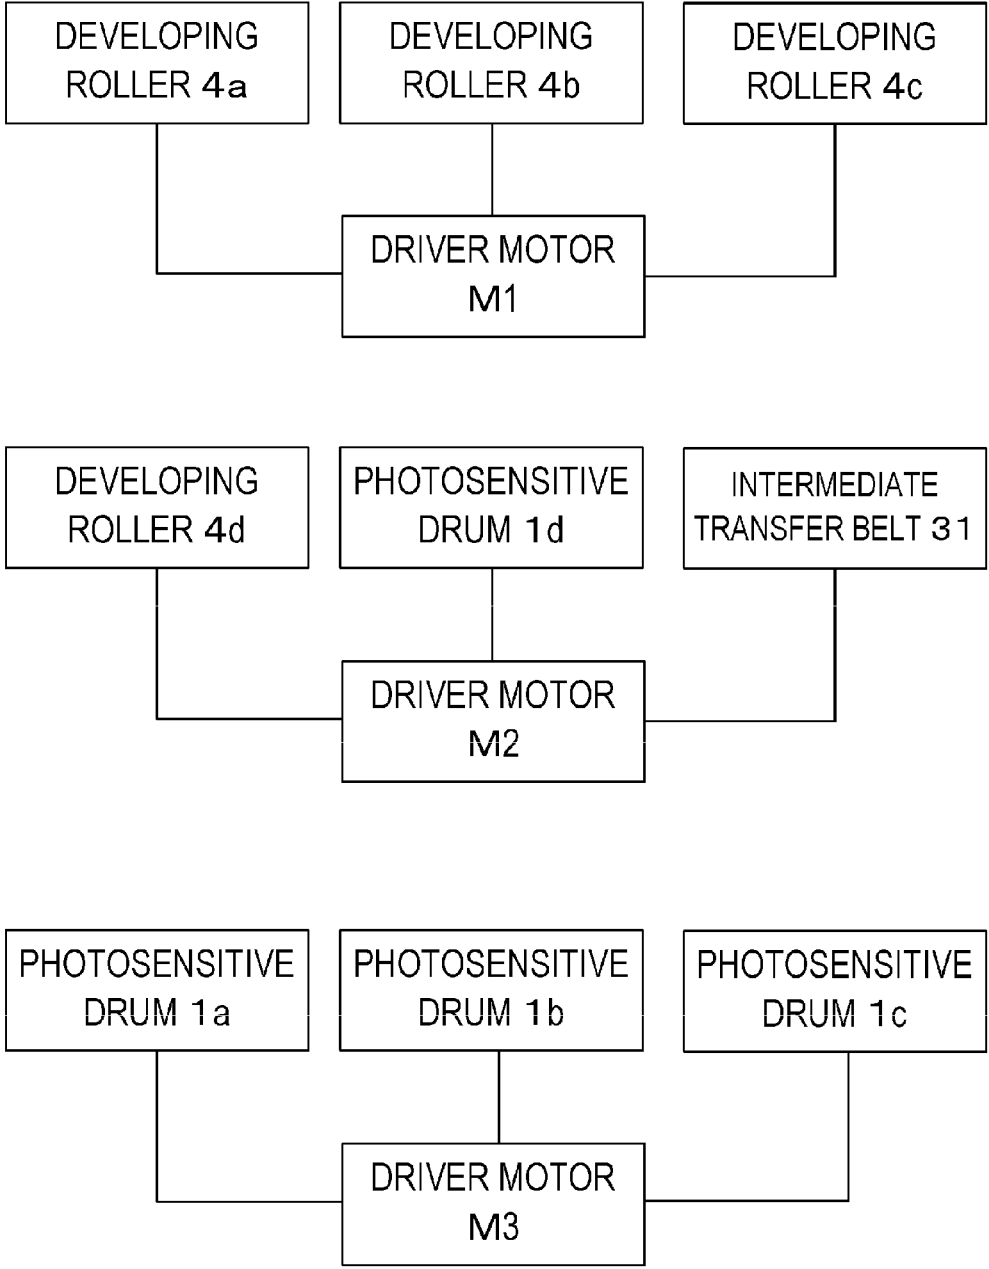 DEVELOPING
ROLLER 4a
DEVELOPING
ROLLER 4b
DEVELOPING
ROLLER 4c
DRIVER MOTOR
M1
DEVELOPING
ROLLER 4d
PHOTOSENSITIVE
DRUM 1d
INTERMEDIATE
TRANSFER BELT 31
DRIVER MOTOR
M2
PHOTOSENSITIVE
DRUM 1a
PHOTOSENSITIVE
DRUM 1b
PHOTOSENSITIVE
DRUM 1c
DRIVER MOTOR
M3